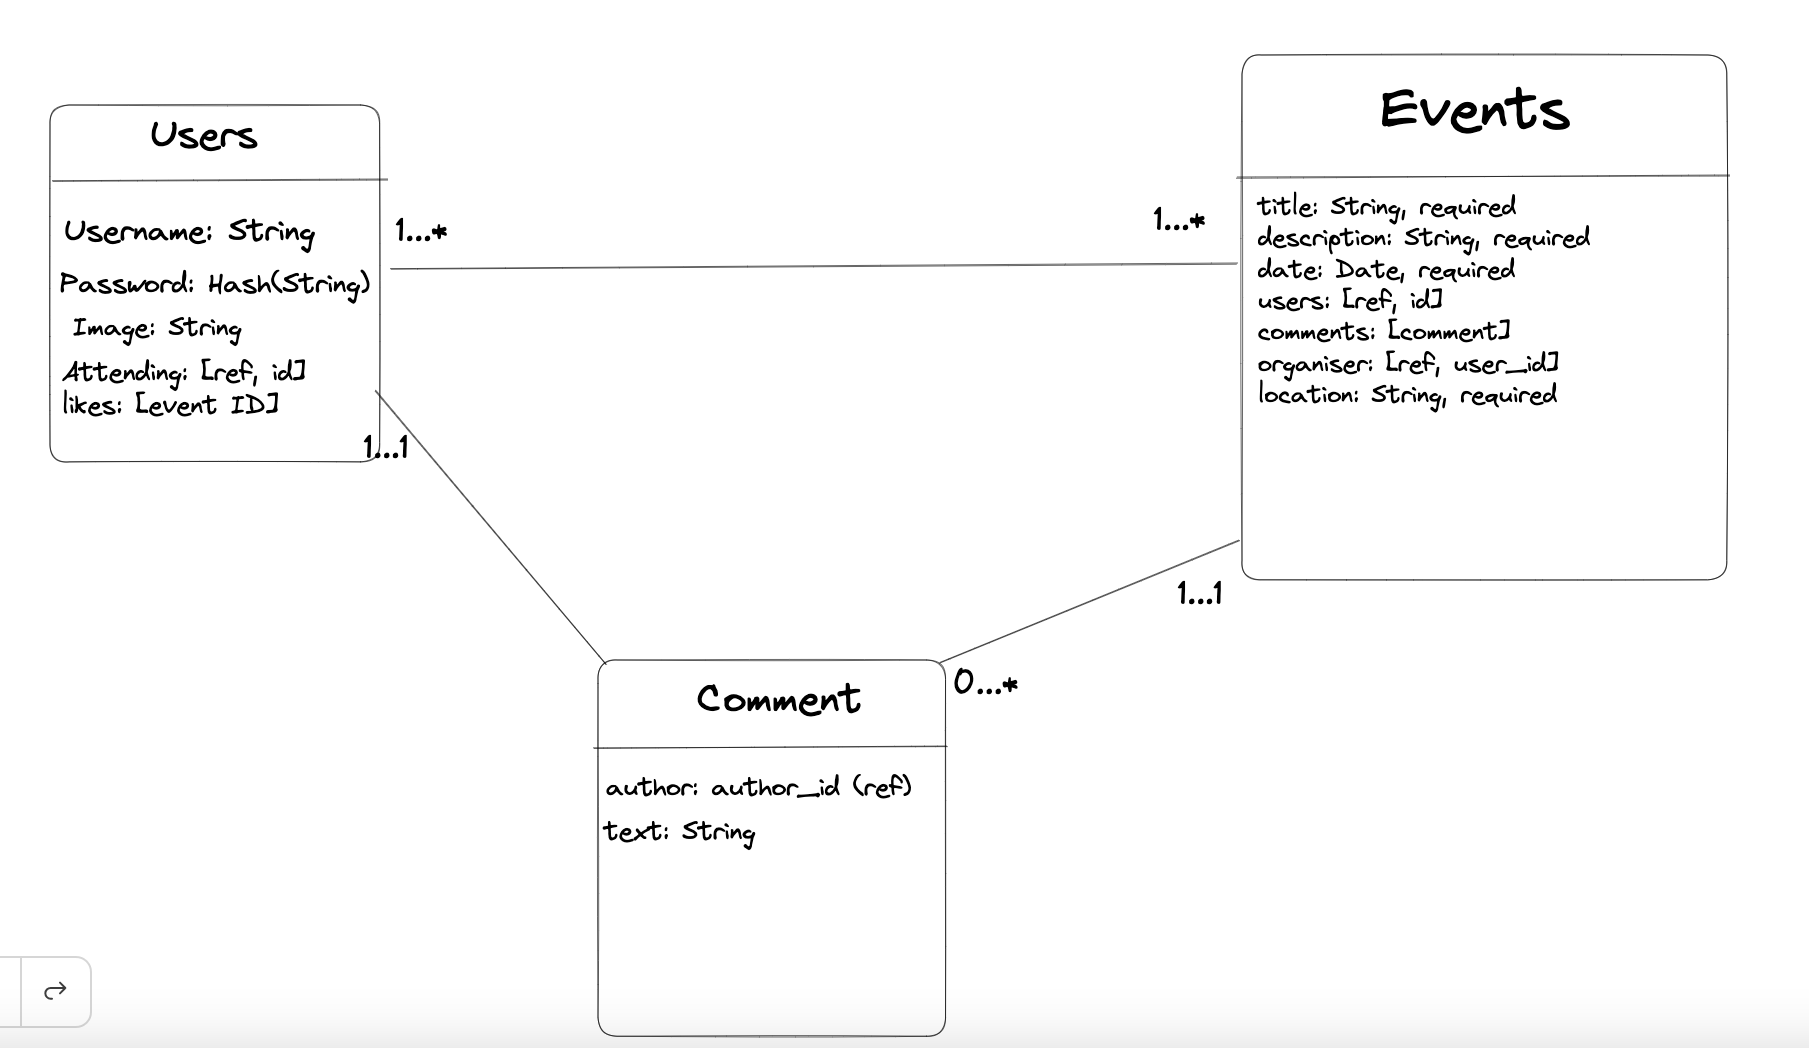 Users
Username: String
Password: Hash(String)
Image: String
Attending: [ref, id]
likes: [event ID]
1...*
1...1
1...*
Events
title: String, required
description: String, required
date: Date, required
users: [ref, id]
comments: [comment]
organiser: [ref, user_id]
location: String, required
1...1
0...*
Comment
author: author_id (ref)
text: String